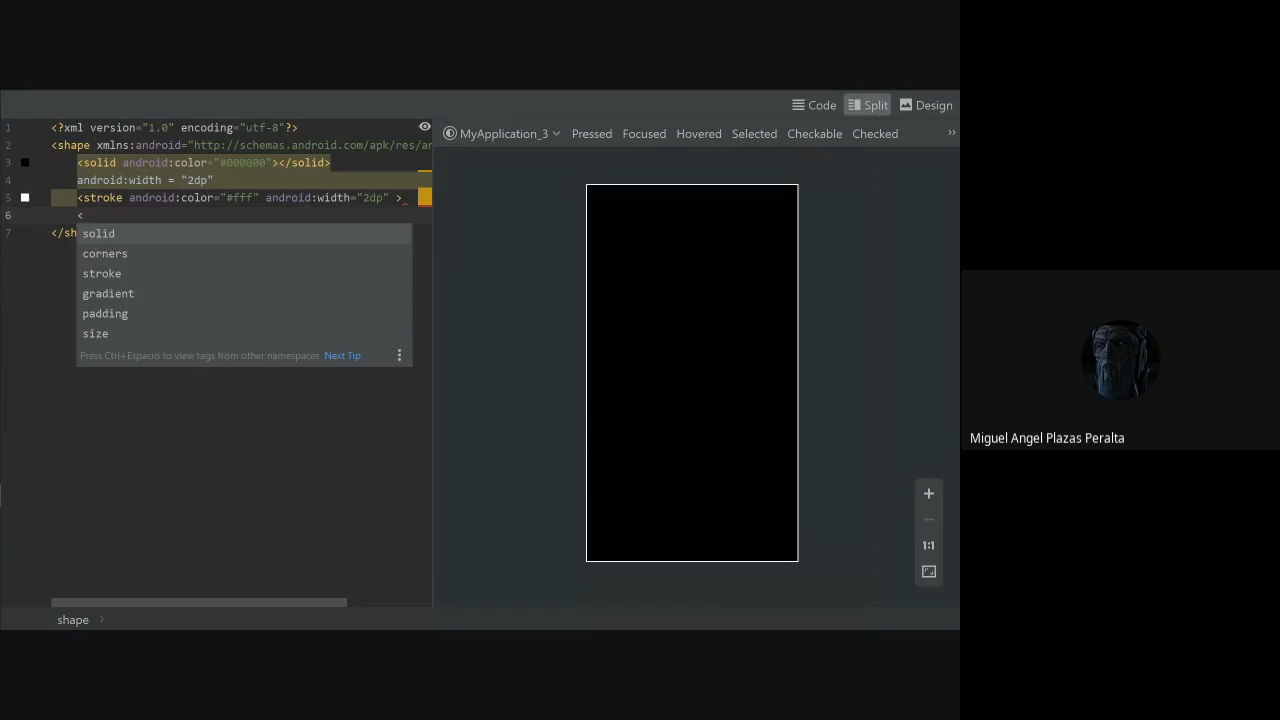 Code Split Design
1 <?xml version="1.0" encoding="utf-8"?>
2 <shape xmlns:android="http://schemas.android.com/apk/res/an
3 <solid android:color="#000000"></solid>
4 android:width = "2dp"
5 <stroke android:color="#fff" android:width="2dp" >
6 <
7 </sh
solid
corners
stroke
gradient
padding
size
Press Ctrl+Espacio to view tags from other namespaces Next Tip
MyApplication_3 Pressed Focused Hovered Selected Checkable Checked »
+
−
1:1
shape
Miguel Angel Plazas Peralta